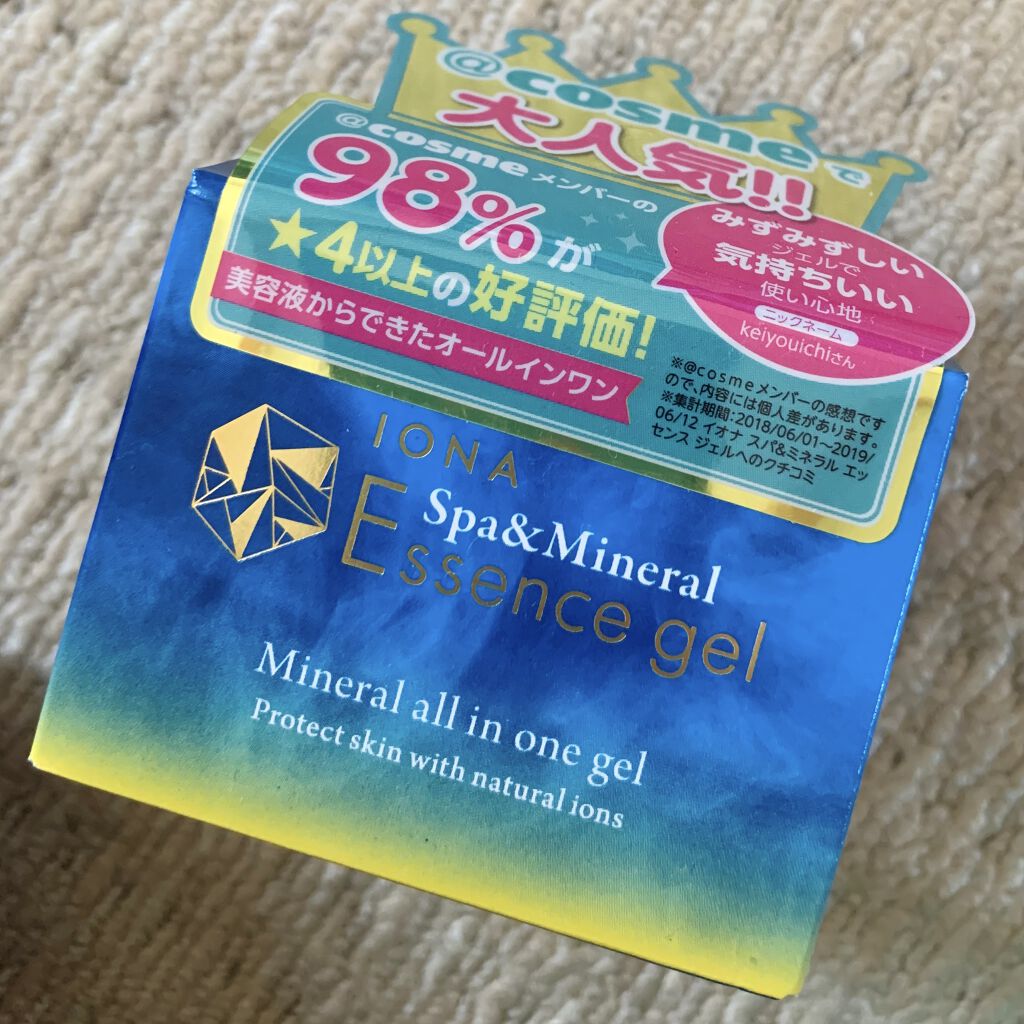 @cosmeで
大人気!!
@cosmeメンバーの
98%が
★4以上の好評価!
美容液からできたオールインワン
みずみずしい
ジェルで
気持ちいい
使い心地
ニックネーム
keiyouichiさん
※@cosmeメンバーの感想です
ので、内容には個人差があります。
※集計期間:2018/06/01~2019/
06/12 イオナ スパ&ミネラル エッ
センス ジェルへのクチコミ
IONA
Spa&Mineral
Essence gel
Mineral all in one gel
Protect skin with natural ions